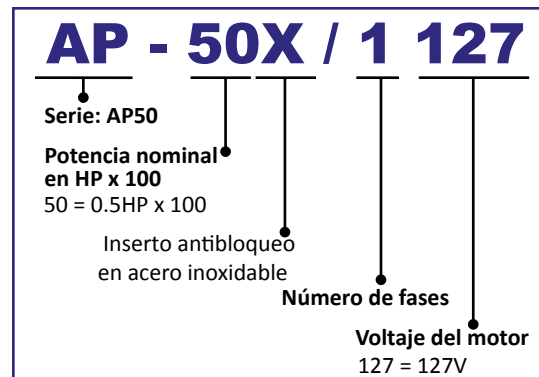 AP - 50X / 1 127
Serie: AP50
Potencia nominal
en HP x 100
50 = 0.5HP x 100
Inserto antibloqueo
en acero inoxidable
Número de fases
Voltaje del motor
127 = 127V